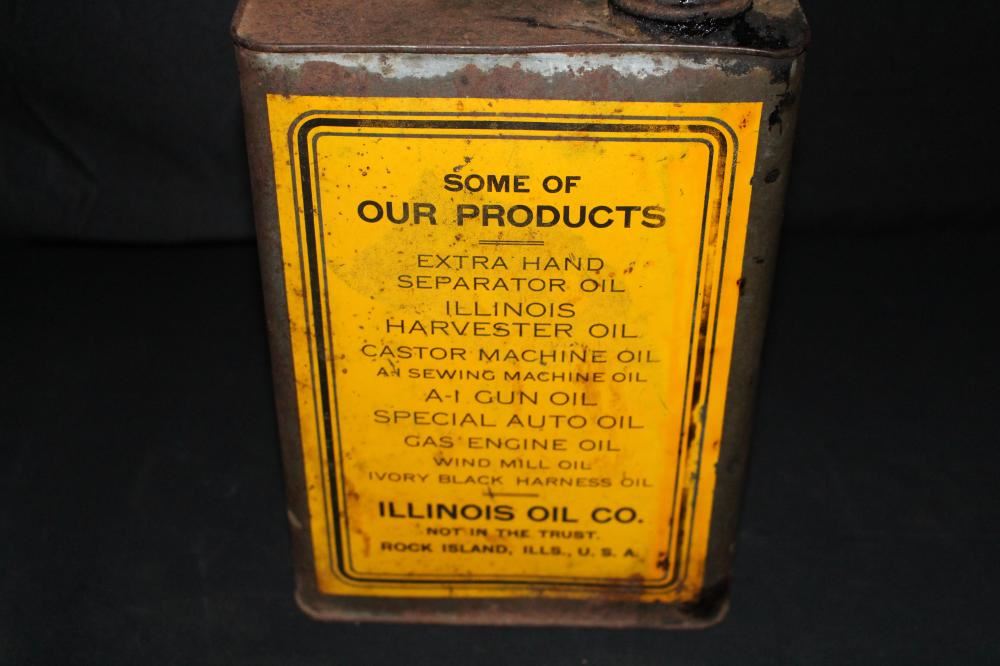 SOME OF
OUR PRODUCTS
EXTRA HAND
SEPARATOR OIL
ILLINOIS
HARVESTER OIL
CASTOR MACHINE OIL
A-1 SEWING MACHINE OIL
A-1 GUN OIL
SPECIAL AUTO OIL
GAS ENGINE OIL
WIND MILL OIL
IVORY BLACK HARNESS OIL
ILLINOIS OIL CO.
NOT IN THE TRUST.
ROCK ISLAND, ILLS., U. S. A.